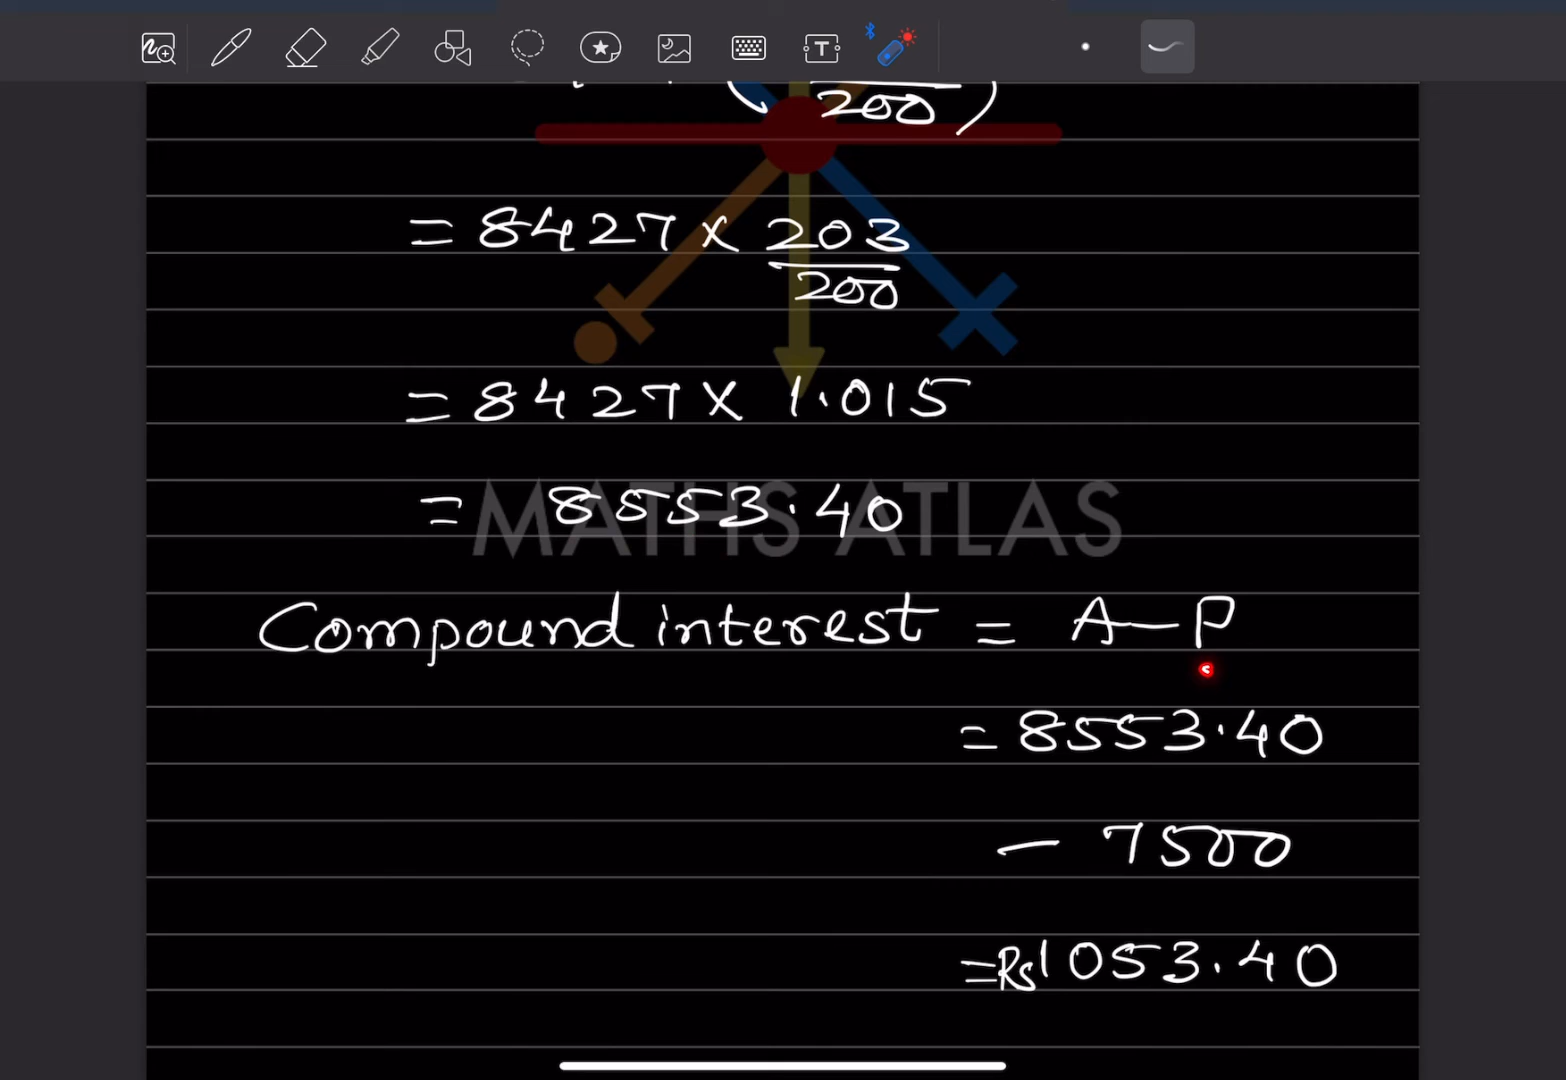 200 )
= 8427 × 203
200
= 8427 × 1.015
= 8553.40
MATHS ATLAS
Compound interest = A-P
= 8553.40
- 7500
= Rs 1053.40